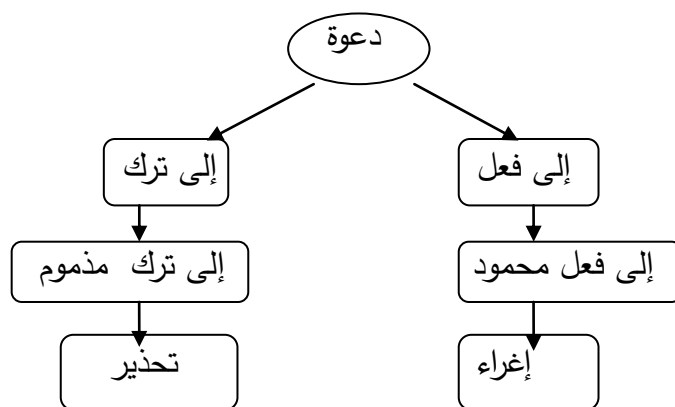 دعوة
إلى فعل
إلى ترك
إلى فعل محمود
إلى ترك مذموم
إغراء
تحذير